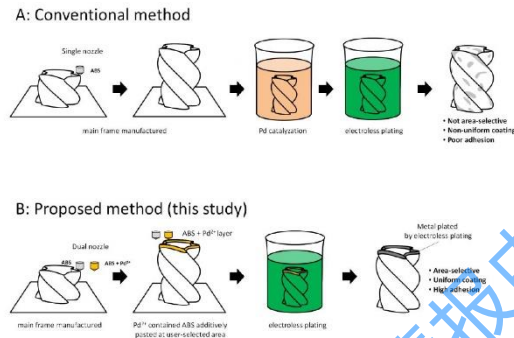 A: Conventional method
Single nozzle
ABS
main frame manufactured
Pd catalyzation
electroless plating
• Not area-selective
• Non-uniform coating
• Poor adhesion
B: Proposed method (this study)
Dual nozzle
ABS
ABS + Pd²⁺
ABS + Pd²⁺ layer
Metal plated
by electroless plating
• Area-selective
• Uniform coating
• High adhesion
main frame manufactured
Pd²⁺ contained ABS additively
pasted at user-selected area
electroless plating
报